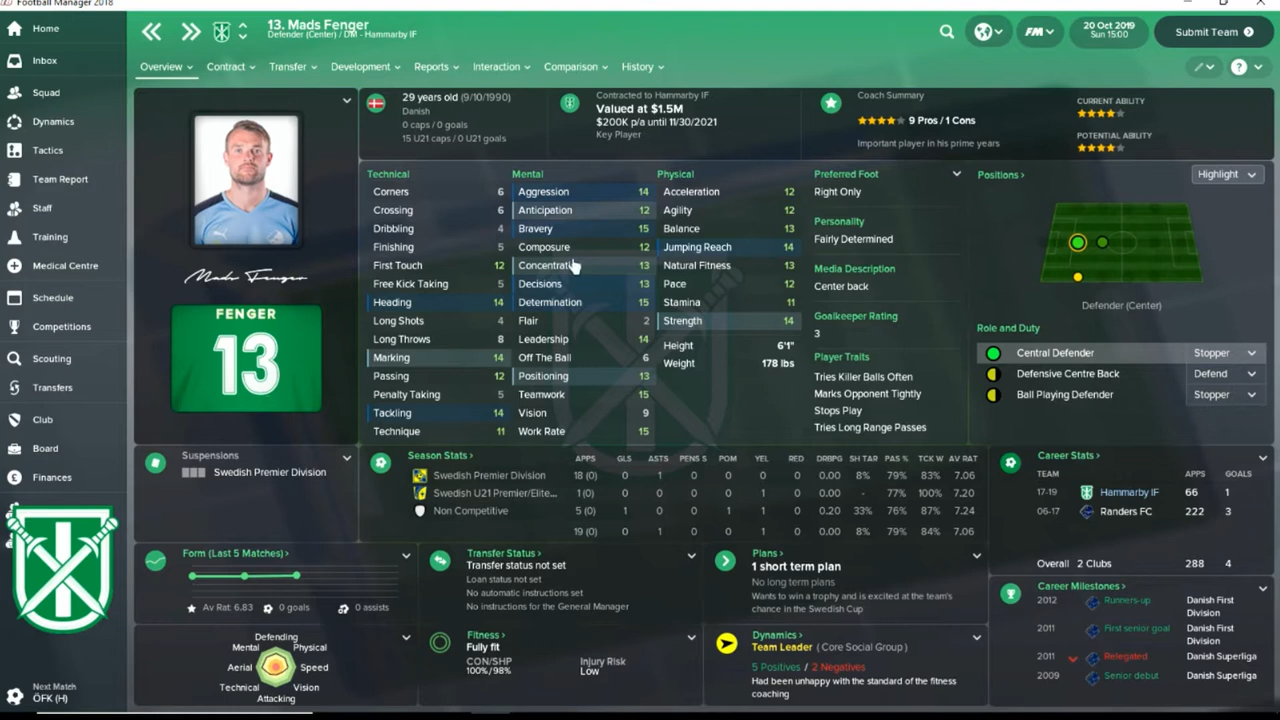 Football Manager 2018
Home
Inbox
Squad
Dynamics
Tactics
Team Report
Staff
Training
Medical Centre
Schedule
Competitions
Scouting
Transfers
Club
Board
Finances
Next Match
ÖFK (H)
13. Mads Fenger
Defender (Center) / DM - Hammarby IF
FM
20 Oct 2019
Sun 15:00
Submit Team
Overview
Contract
Transfer
Development
Reports
Interaction
Comparison
History
?
Mads Fenger
FENGER
13
29 years old (9/10/1990)
Danish
0 caps / 0 goals
15 U21 caps / 0 U21 goals
Contracted to Hammarby IF
Valued at $1.5M
$200K p/a until 11/30/2021
Key Player
Coach Summary
9 Pros / 1 Cons
Important player in his prime years
CURRENT ABILITY
POTENTIAL ABILITY
Technical
Corners 6
Crossing 6
Dribbling 4
Finishing 5
First Touch 12
Free Kick Taking 5
Heading 14
Long Shots 4
Long Throws 8
Marking 14
Passing 12
Penalty Taking 5
Tackling 14
Technique 11
Mental
Aggression 14
Anticipation 12
Bravery 15
Composure 12
Concentrati 13
Decisions 13
Determination 15
Flair 2
Leadership 14
Off The Ball 6
Positioning 13
Teamwork 15
Vision 9
Work Rate 15
Physical
Acceleration 12
Agility 12
Balance 13
Jumping Reach 14
Natural Fitness 13
Pace 12
Stamina 11
Strength 14
Height 6'1"
Weight 178 lbs
Preferred Foot
Right Only
Personality
Fairly Determined
Media Description
Center back
Goalkeeper Rating
3
Player Traits
Tries Killer Balls Often
Marks Opponent Tightly
Stops Play
Tries Long Range Passes
Positions >
Highlight
Defender (Center)
Role and Duty
Central Defender Stopper
Defensive Centre Back Defend
Ball Playing Defender Stopper
Suspensions
Swedish Premier Division
Season Stats > APPS GLS ASTS PENS S POM YEL RED DRBPG SH TAR PAS % TCK W AV RAT
Swedish Premier Division 18 (0) 0 1 0 0 1 0 0.00 8% 79% 83% 7.06
Swedish U21 Premier/Elite... 1 (0) 0 0 0 0 1 0 0.00 - 77% 100% 7.20
Non Competitive 5 (0) 1 0 0 1 1 0 0.20 33% 76% 87% 7.24
19 (0) 0 1 0 0 1 0 0.00 8% 79% 84% 7.06
Career Stats >
TEAM APPS GOALS
17-19 Hammarby IF 66 1
06-17 Randers FC 222 3
Overall 2 Clubs 288 4
Form (Last 5 Matches) >
Av Rat: 6.83 0 goals 0 assists
Transfer Status >
Transfer status not set
Loan status not set
No automatic instructions set
No instructions for the General Manager
Plans >
1 short term plan
No long term plans
Wants to win a trophy and is excited at the team's
chance in the Swedish Cup
Career Milestones >
2012 Runners-up Danish First Division
2011 First senior goal Danish First Division
2011 Relegated Danish Superliga
2009 Senior debut Danish Superliga
Defending
Mental Physical
Aerial Speed
Technical Vision
Attacking
Fitness >
Fully fit
CON/SHP
100%/98%
Injury Risk
Low
Dynamics >
Team Leader ( Core Social Group )
5 Positives / 2 Negatives
Had been unhappy with the standard of the fitness
coaching